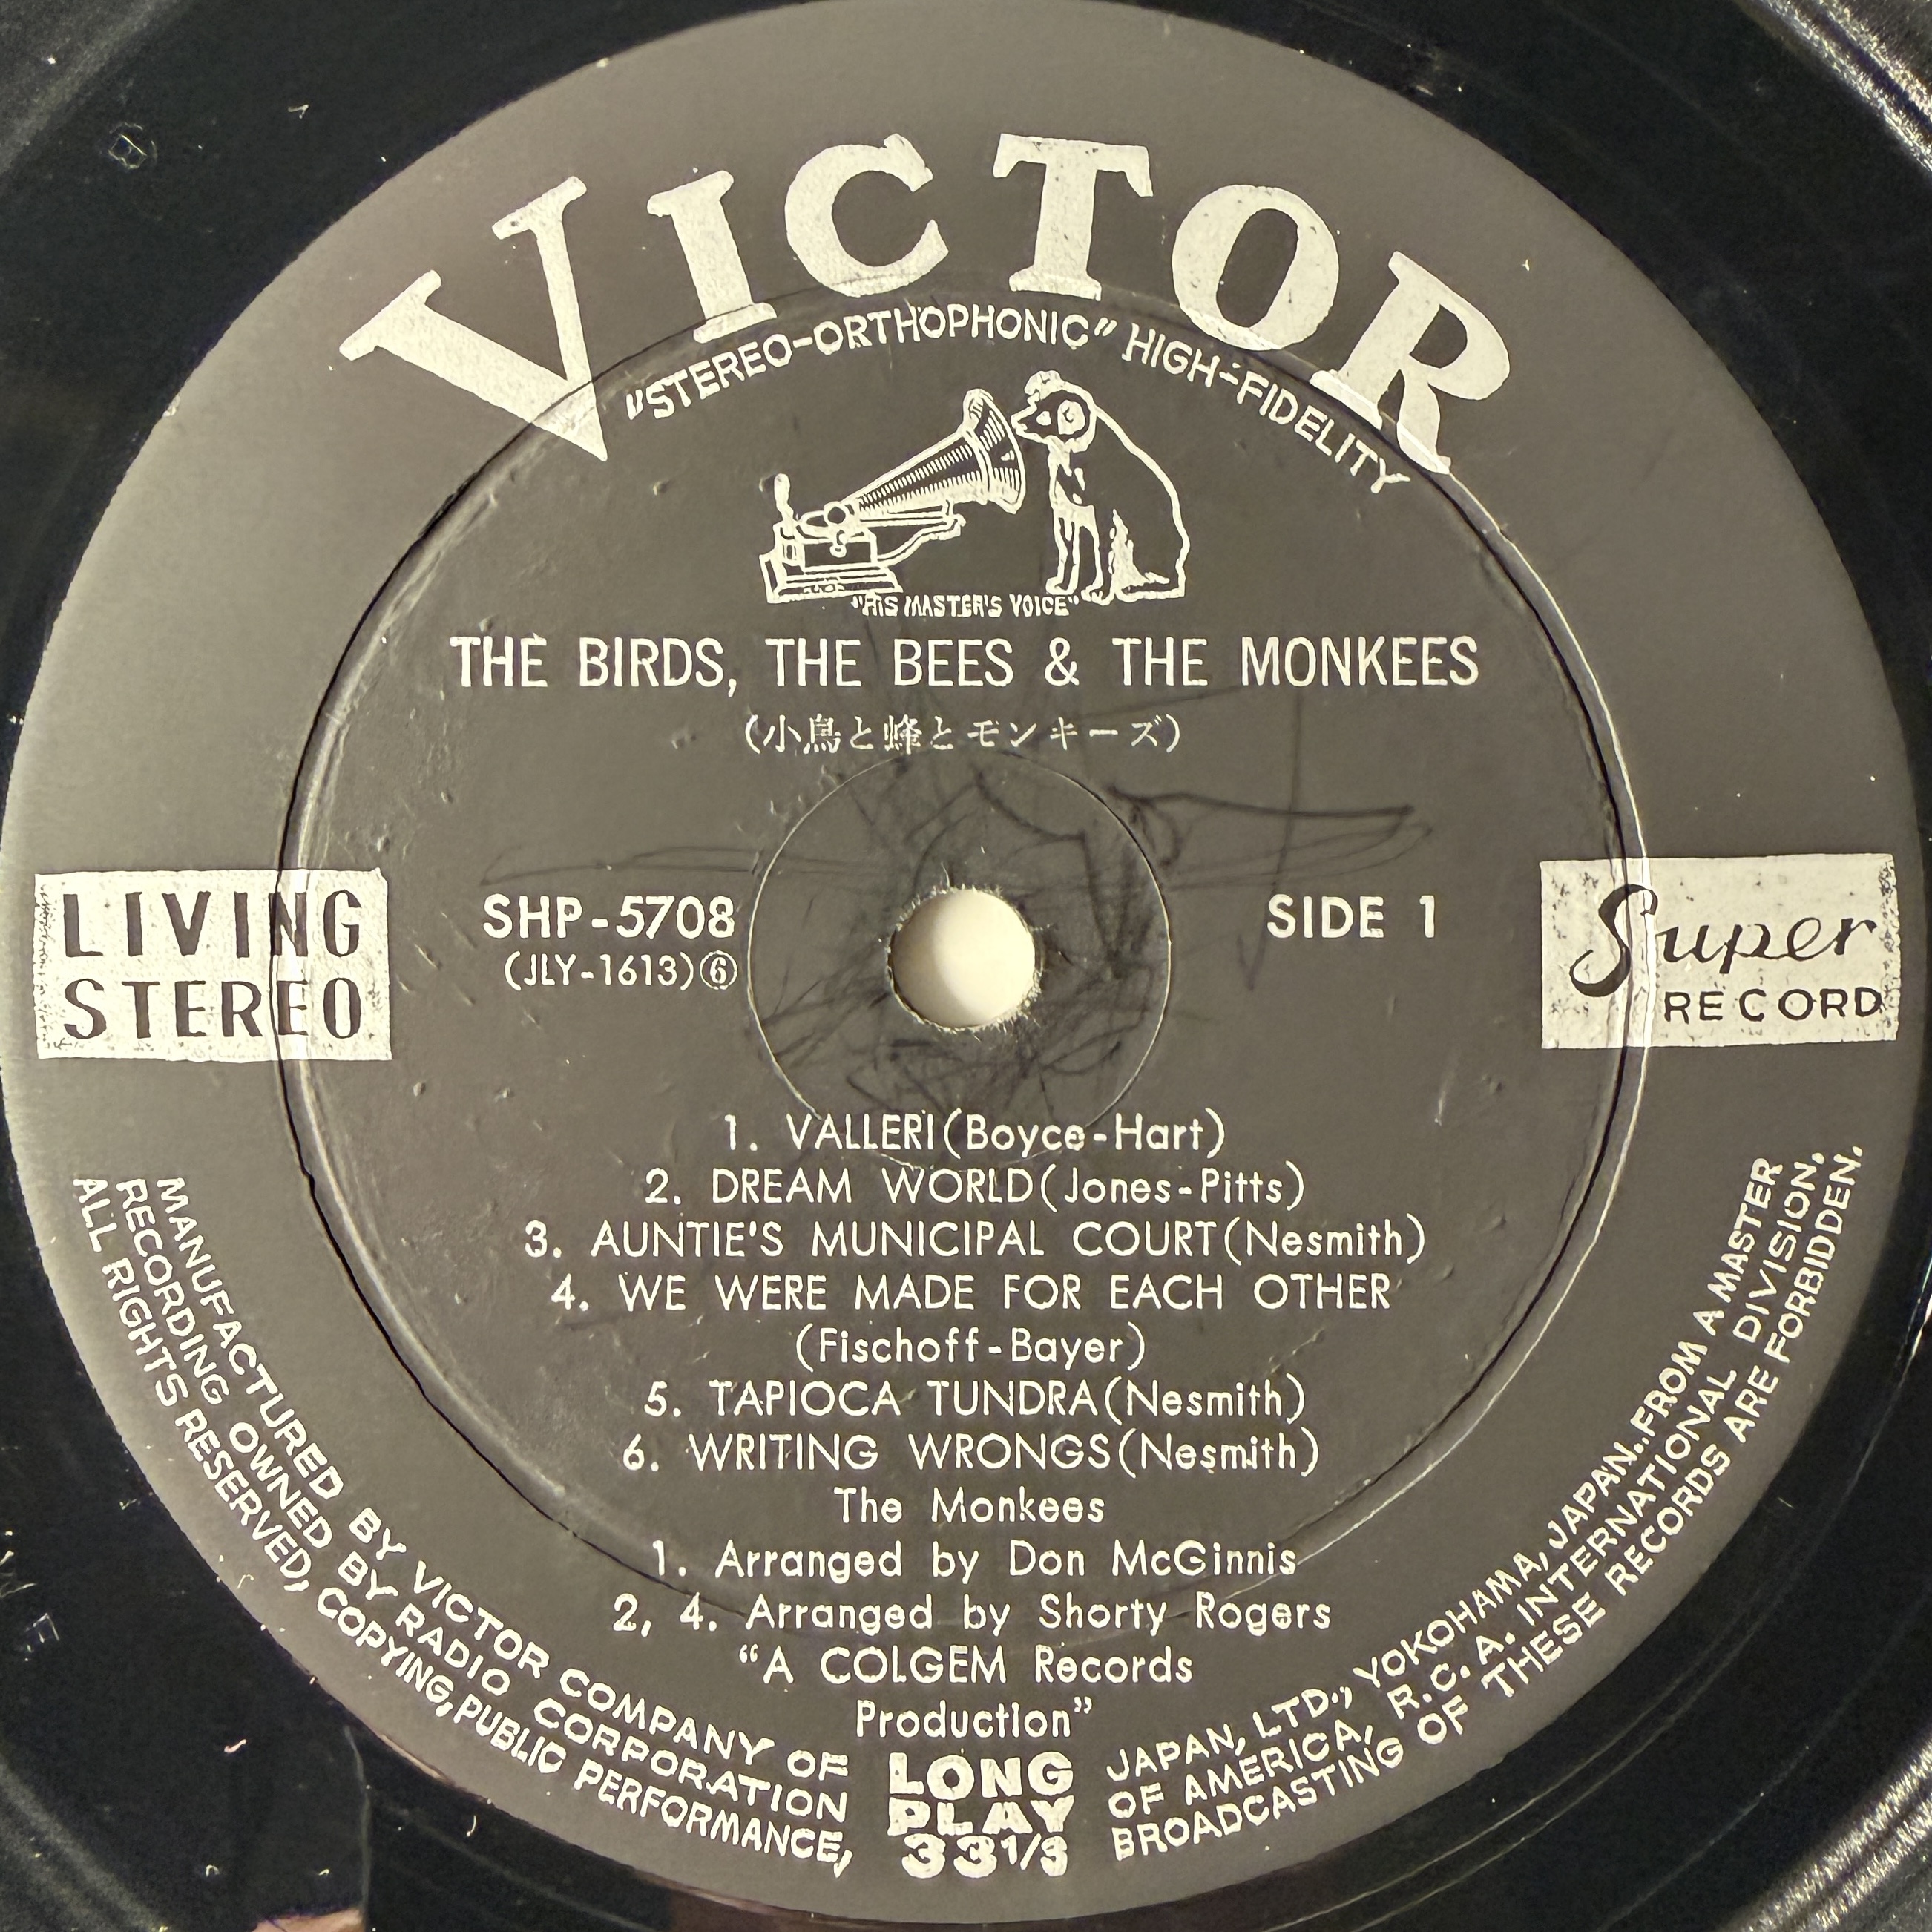 VICTOR
"STEREO-ORTHOPHONIC" HIGH-FIDELITY
"HIS MASTER'S VOICE"
THE BIRDS, THE BEES & THE MONKEES
(小鳥と蜂とモンキーズ)
LIVING
STEREO
SHP-5708
(JLY-1613)⑥
SIDE 1
Super
RECORD
1. VALLERI(Boyce-Hart)
2. DREAM WORLD(Jones-Pitts)
3. AUNTIE'S MUNICIPAL COURT(Nesmith)
4. WE WERE MADE FOR EACH OTHER
(Fischoff-Bayer)
5. TAPIOCA TUNDRA(Nesmith)
6. WRITING WRONGS(Nesmith)
The Monkees
1. Arranged by Don McGinnis
2, 4. Arranged by Shorty Rogers
"A COLGEM Records
Production"
LONG
PLAY
33 1/3
MANUFACTURED BY VICTOR COMPANY OF JAPAN, LTD., YOKOHAMA, JAPAN..FROM A MASTER
RECORDING OWNED BY RADIO CORPORATION OF AMERICA, R.C.A. INTERNATIONAL DIVISION.
ALL RIGHTS RESERVED, COPYING, PUBLIC PERFORMANCE, BROADCASTING OF THESE RECORDS ARE FORBIDDEN.